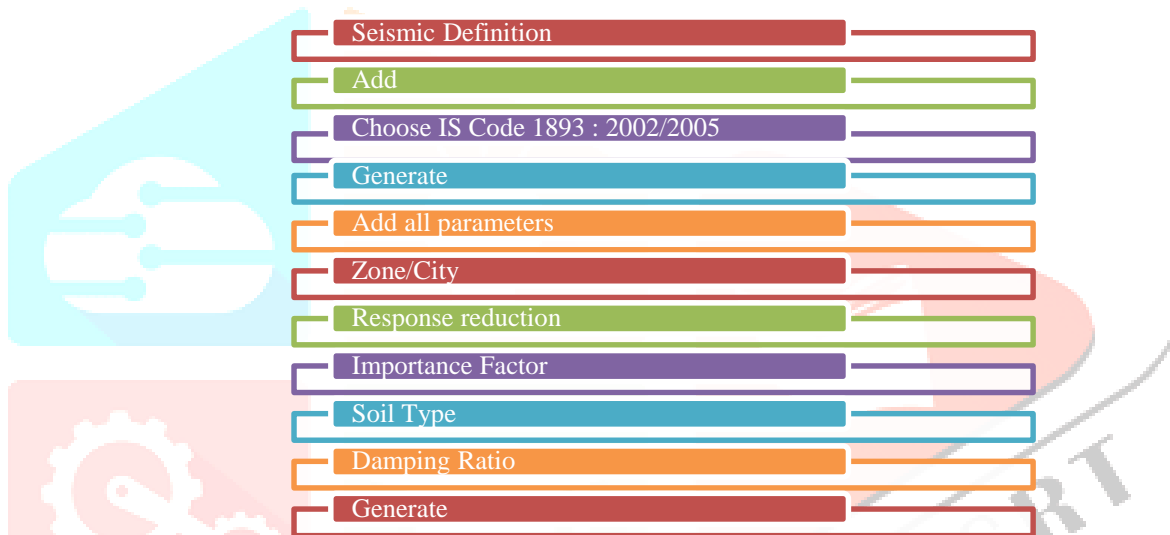 Seismic Definition
Add
Choose IS Code 1893 : 2002/2005
Generate
Add all parameters
Zone/City
Response reduction
Importance Factor
Soil Type
Damping Ratio
Generate
RT